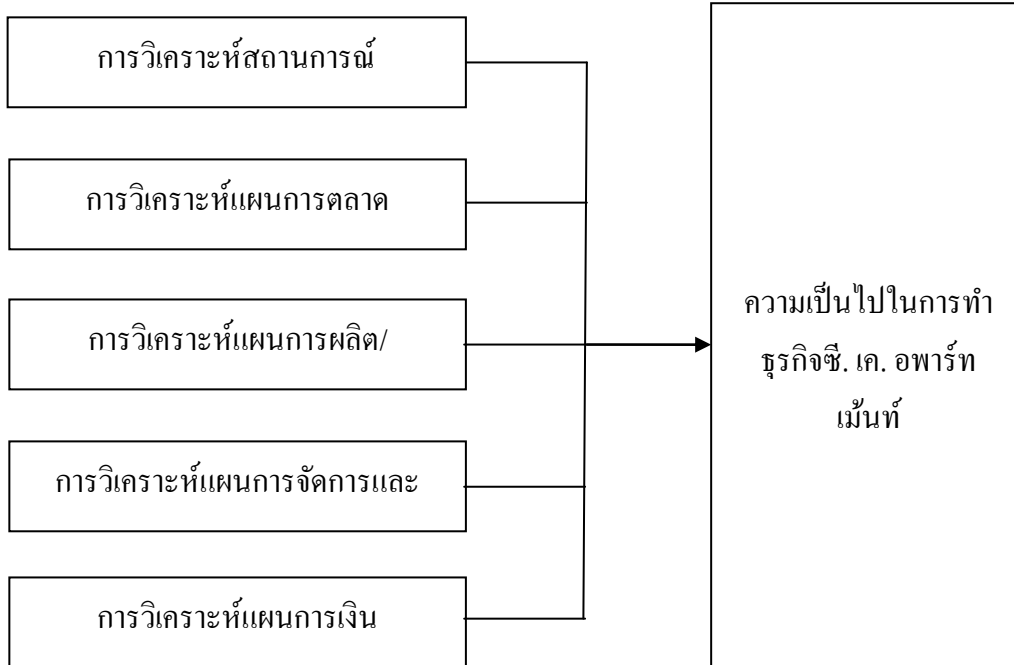 การวิเคราะห์สถานการณ์
การวิเคราะห์แผนการตลาด
การวิเคราะห์แผนการผลิต/
การวิเคราะห์แผนการจัดการและ
การวิเคราะห์แผนการเงิน
ความเป็นไปในการทำ
ธุรกิจซี. เค. อพาร์ท
เม้นท์